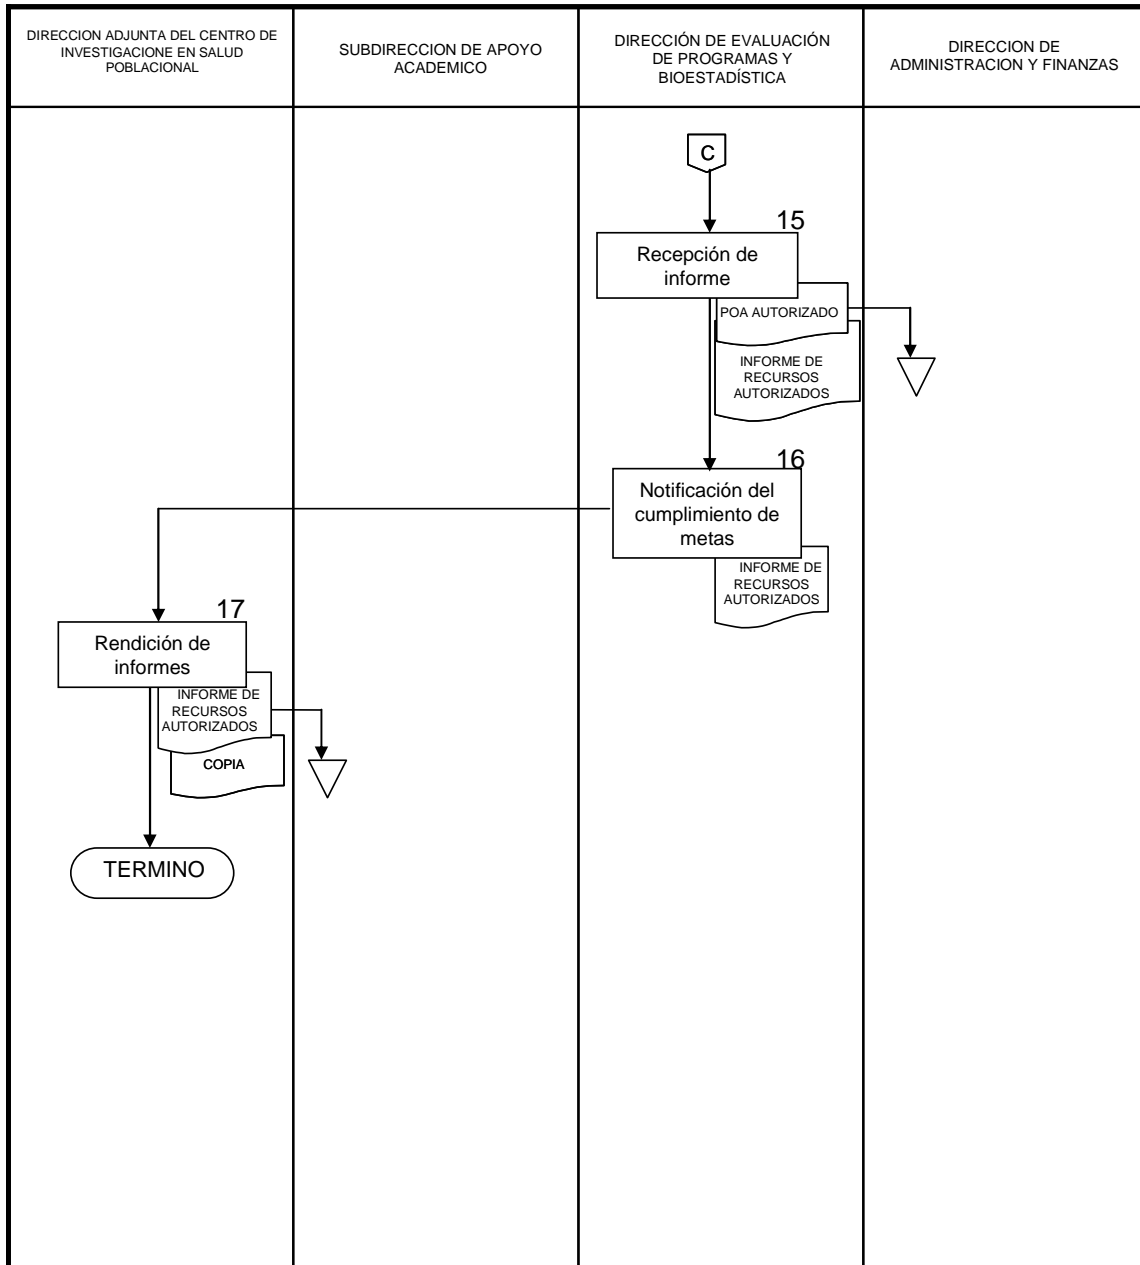 DIRECCION ADJUNTA DEL CENTRO DE
INVESTIGACIONE EN SALUD
POBLACIONAL
SUBDIRECCION DE APOYO
ACADEMICO
DIRECCIÓN DE EVALUACIÓN
DE PROGRAMAS Y
BIOESTADÍSTICA
DIRECCION DE
ADMINISTRACION Y FINANZAS
C
15
Recepción de
informe
POA AUTORIZADO
INFORME DE
RECURSOS
AUTORIZADOS
16
Notificación del
cumplimiento de
metas
INFORME DE
RECURSOS
AUTORIZADOS
17
Rendición de
informes
INFORME DE
RECURSOS
AUTORIZADOS
COPIA
TERMINO